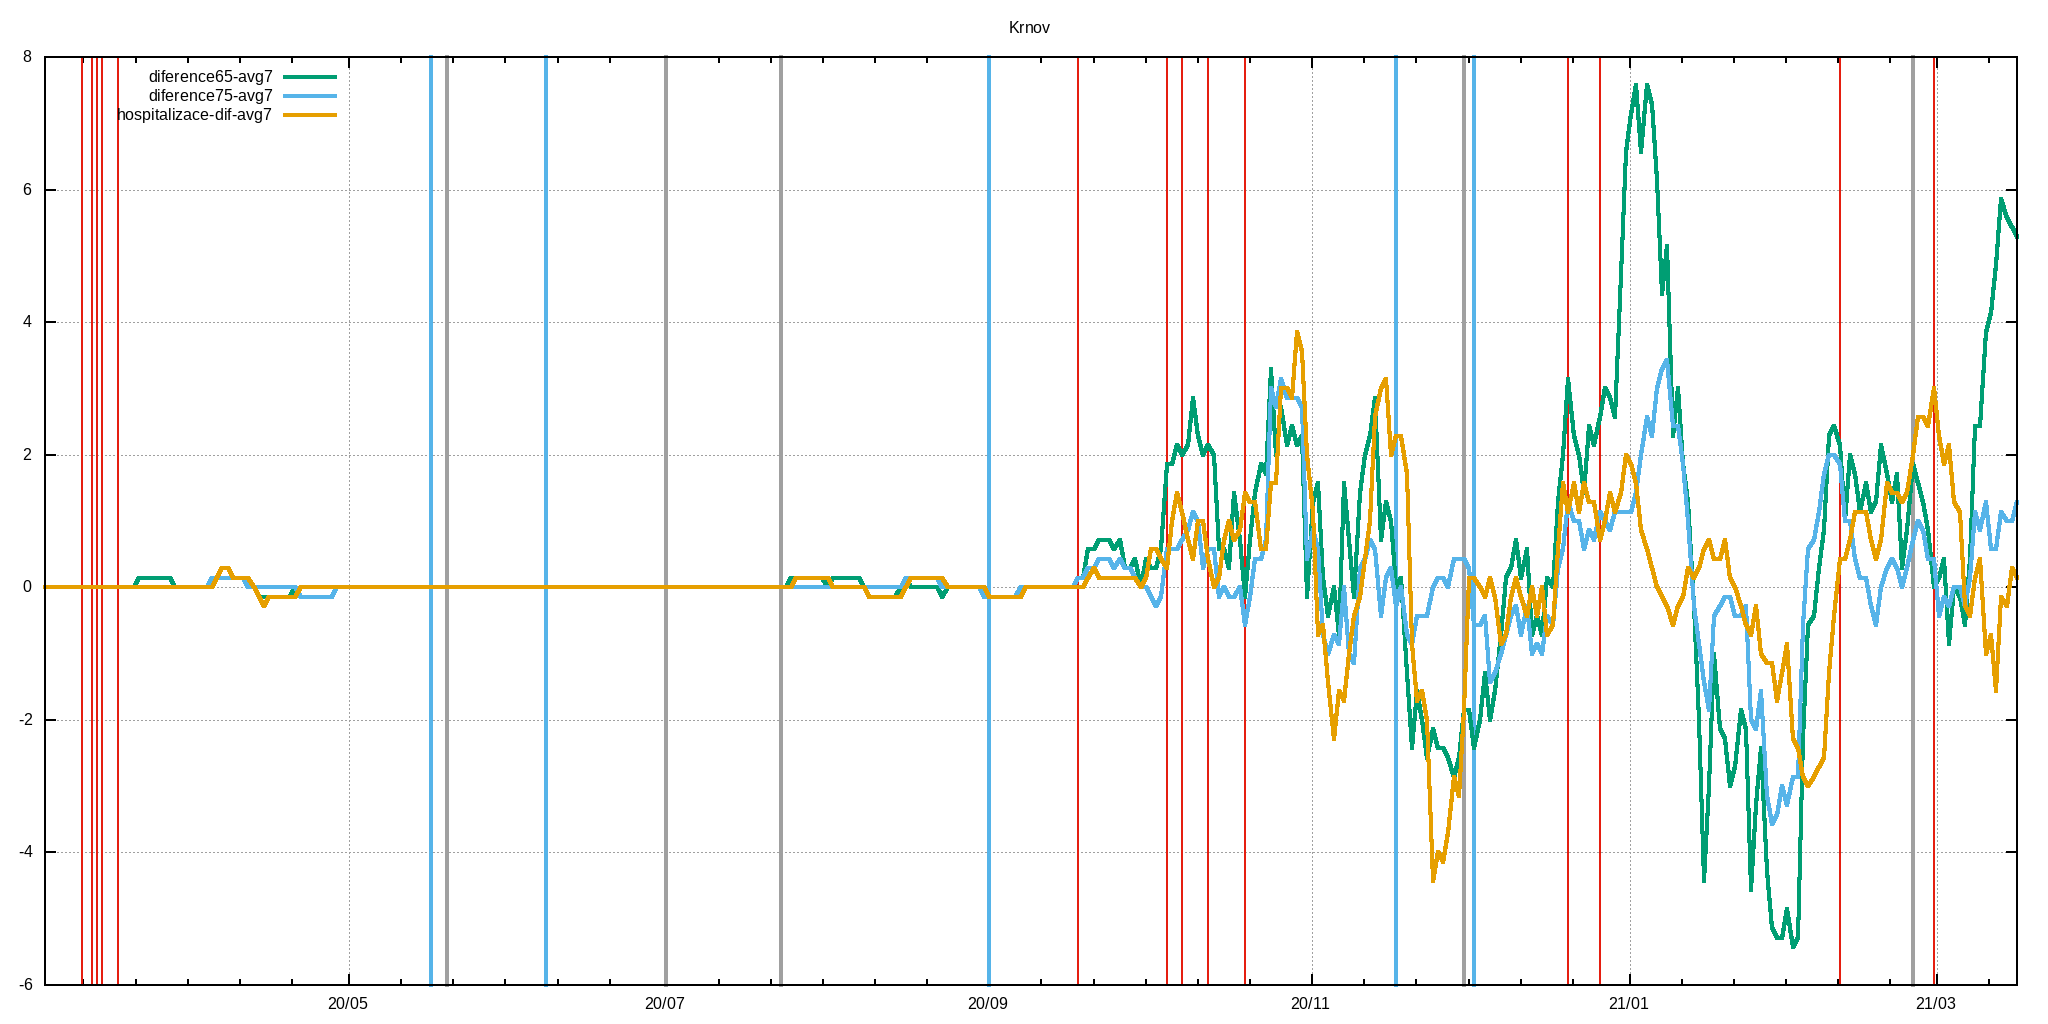 Krnov
diference65-avg7
diference75-avg7
hospitalizace-dif-avg7
8
6
4
2
0
-2
-4
-6
20/05 20/07 20/09 20/11 21/01 21/03